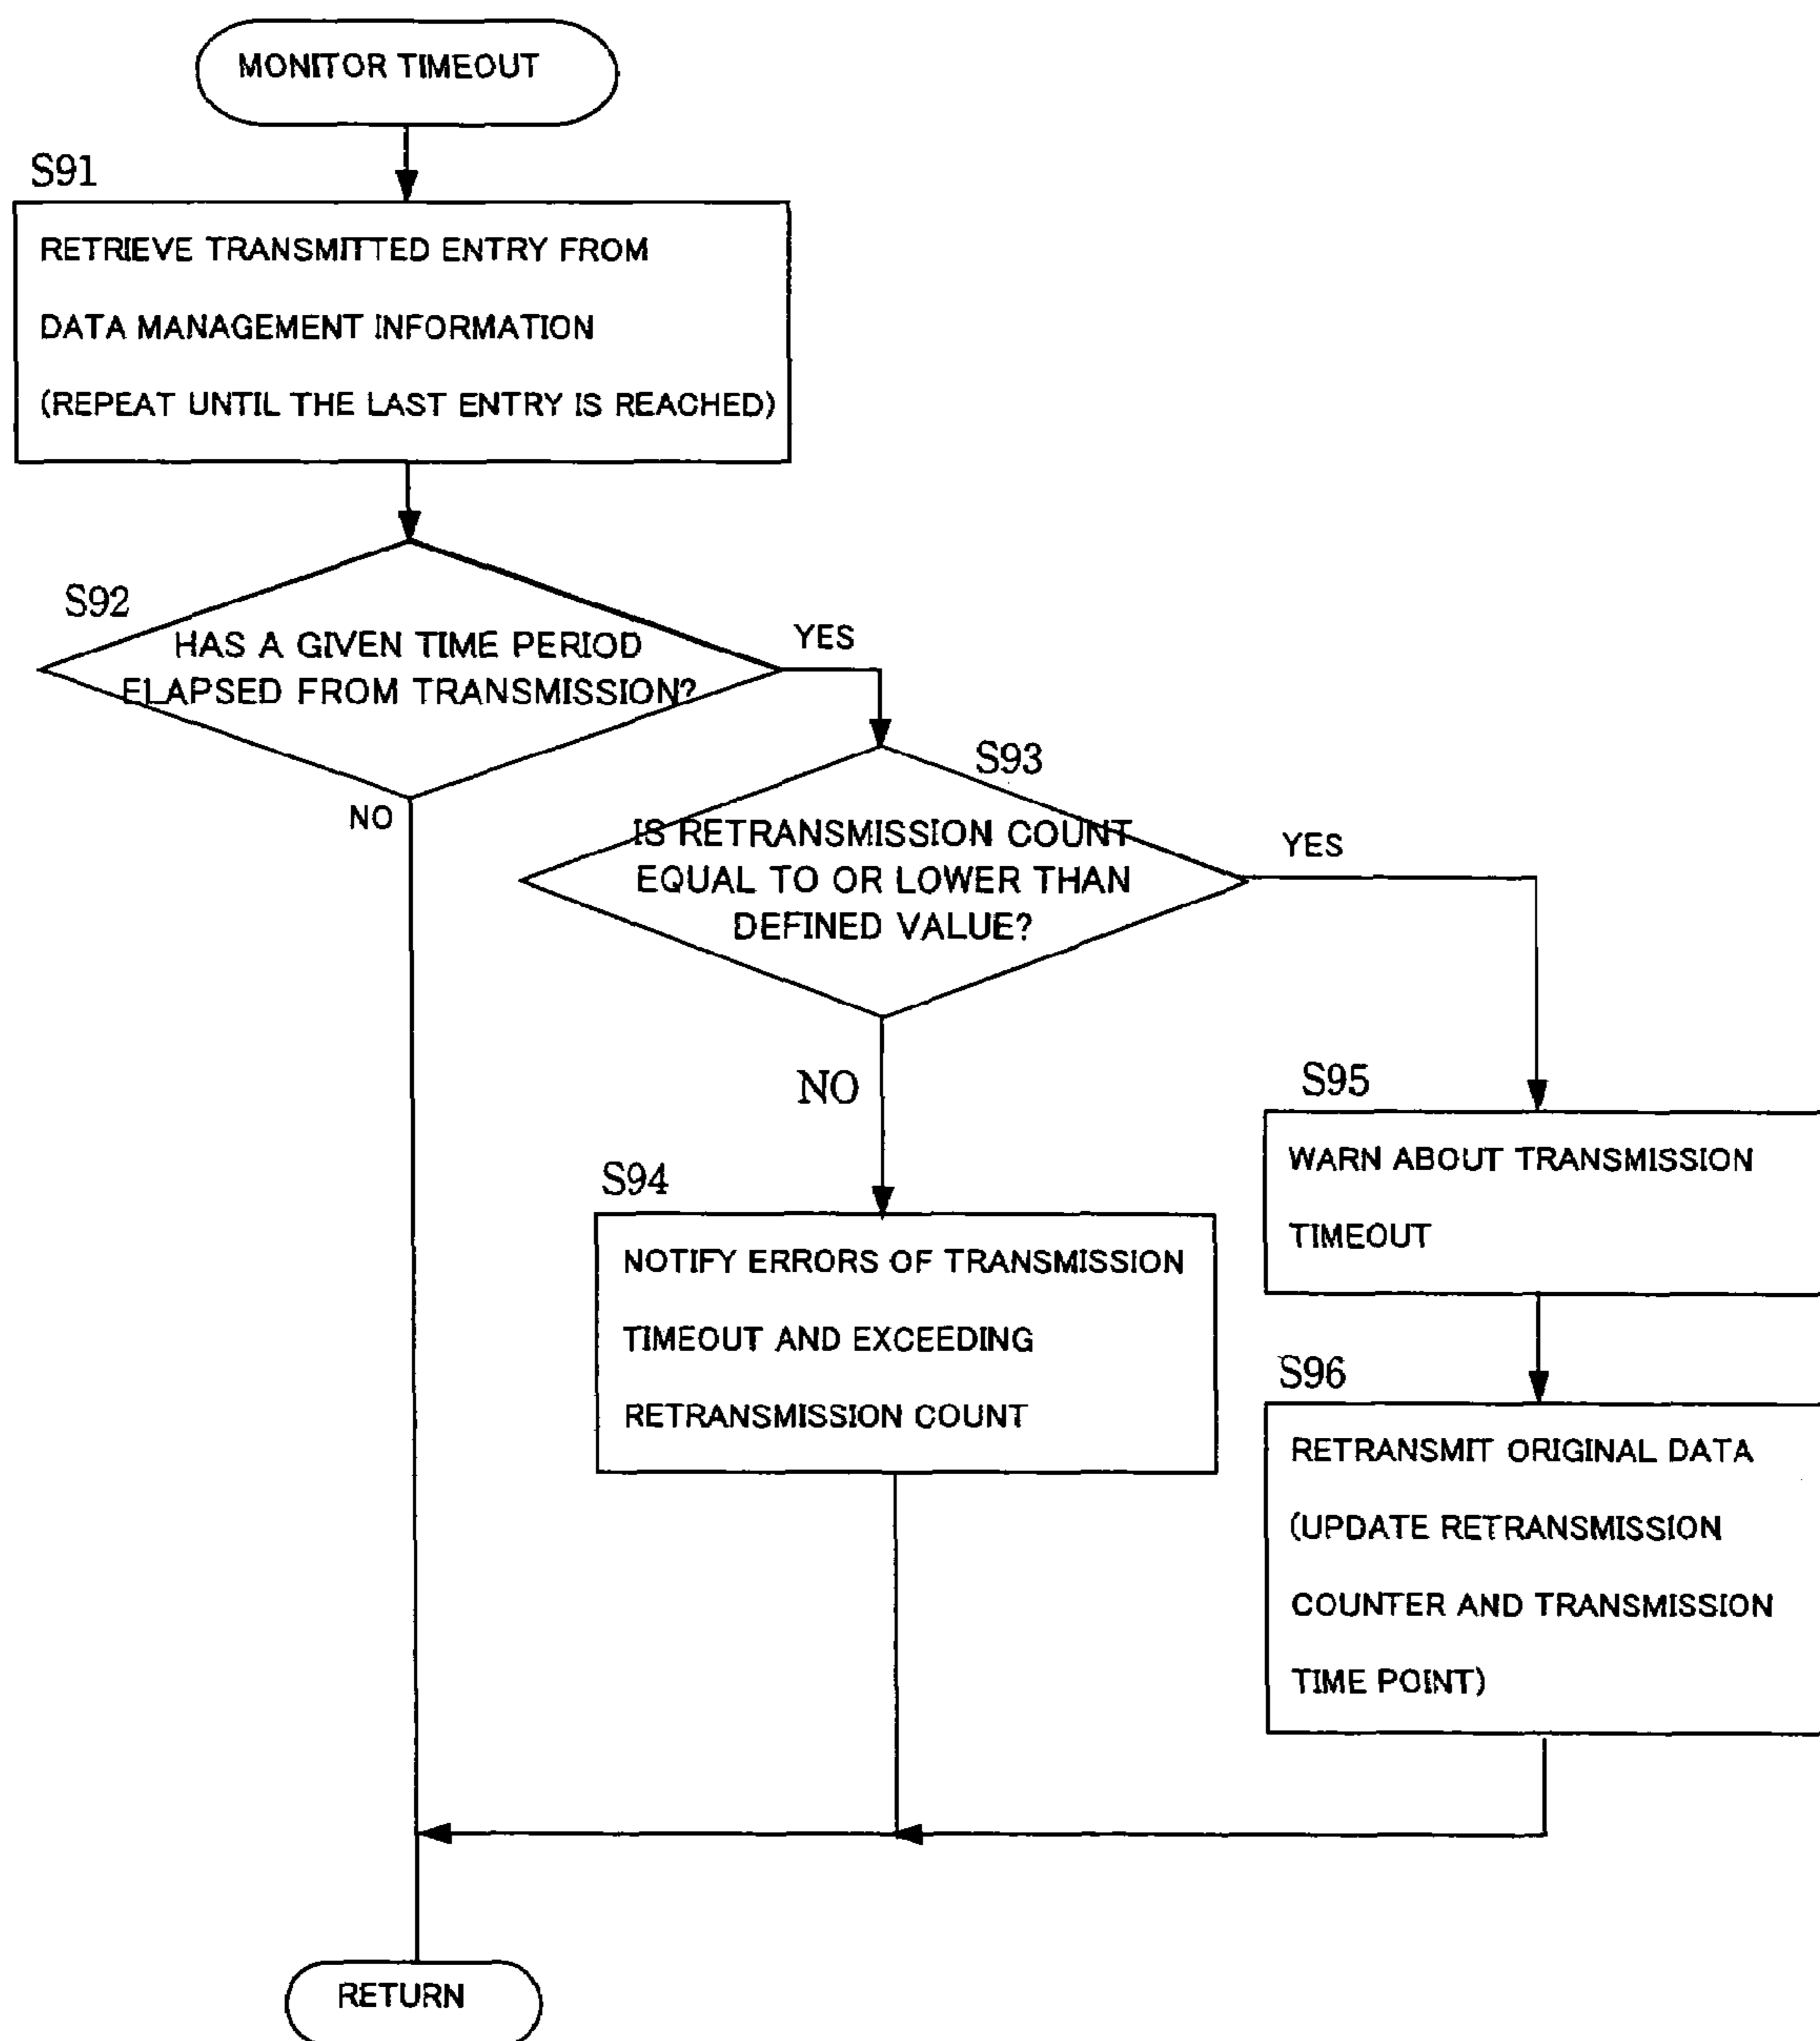 MONITOR TIMEOUT
S91
RETRIEVE TRANSMITTED ENTRY FROM
DATA MANAGEMENT INFORMATION
(REPEAT UNTIL THE LAST ENTRY IS REACHED)
S92
HAS A GIVEN TIME PERIOD
ELAPSED FROM TRANSMISSION?
YES
NO
S93
IS RETRANSMISSION COUNT
EQUAL TO OR LOWER THAN
DEFINED VALUE?
YES
NO
S94
NOTIFY ERRORS OF TRANSMISSION
TIMEOUT AND EXCEEDING
RETRANSMISSION COUNT
S95
WARN ABOUT TRANSMISSION
TIMEOUT
S96
RETRANSMIT ORIGINAL DATA
(UPDATE RETRANSMISSION
COUNTER AND TRANSMISSION
TIME POINT)
RETURN